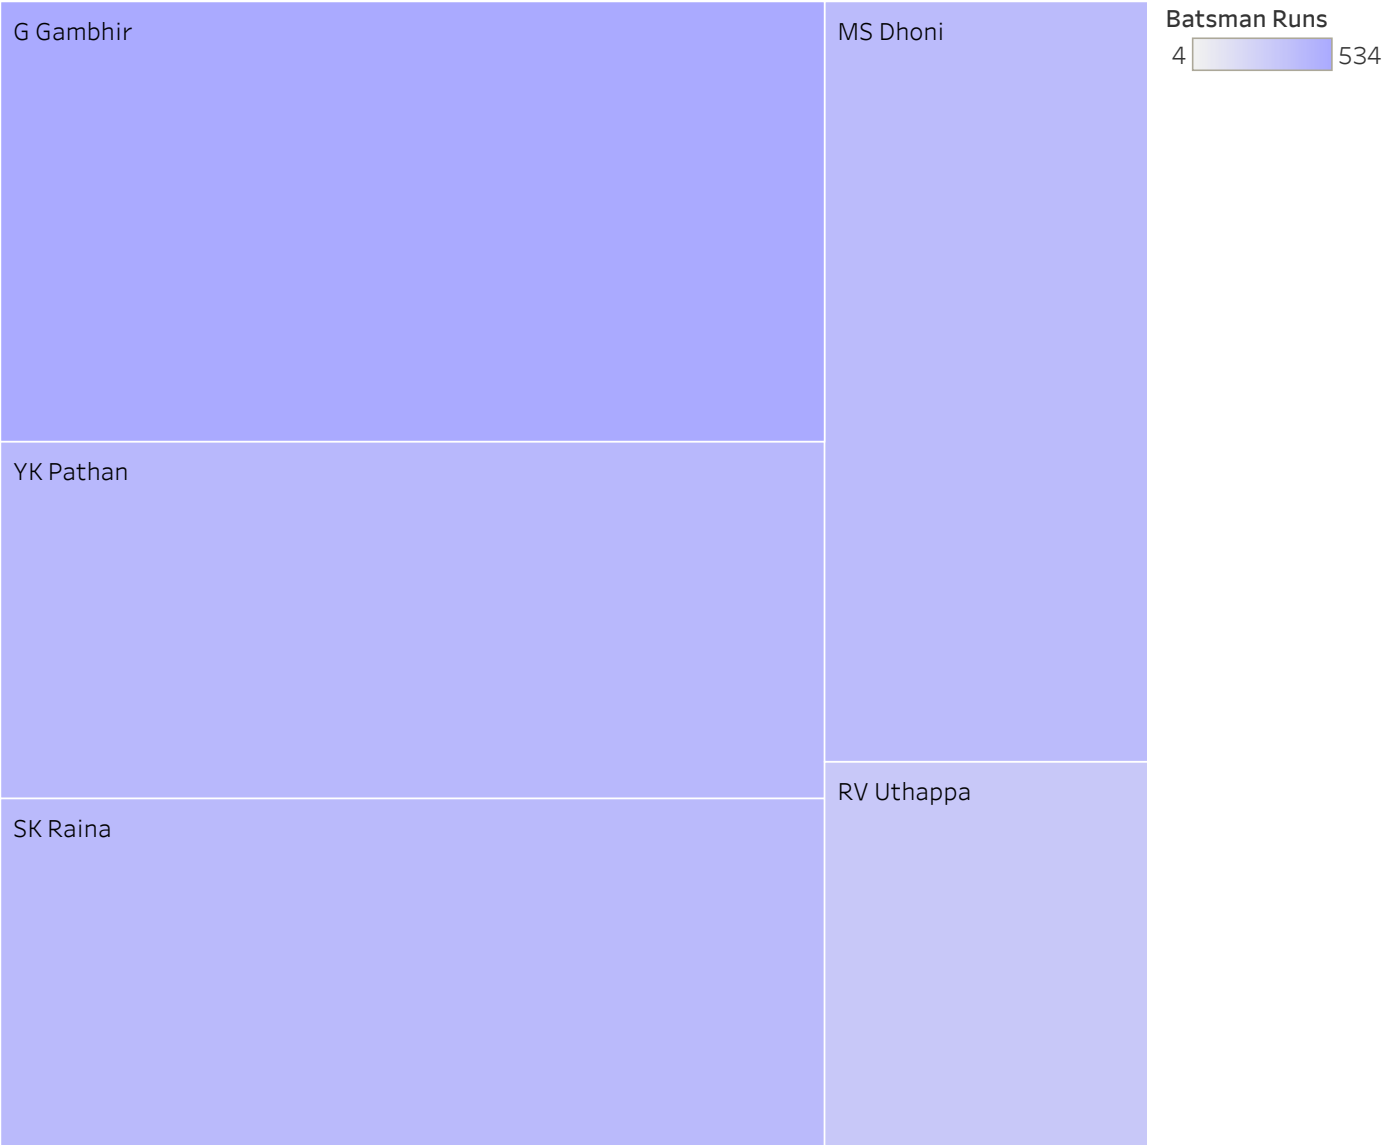 G Gambhir
YK Pathan
SK Raina
MS Dhoni
RV Uthappa
Batsman Runs
4 534